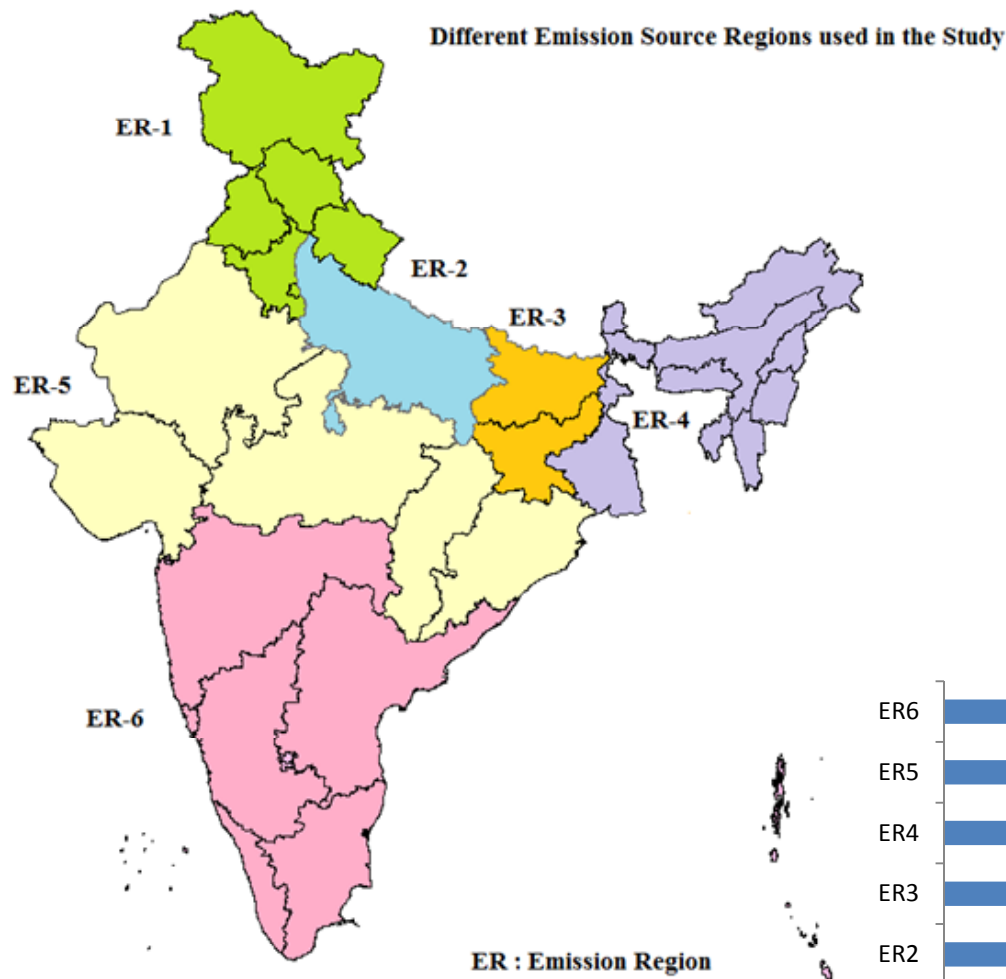 Different Emission Source Regions used in the Study
ER-1
ER-2
ER-3
ER-5
ER-4
ER-6
ER6
ER5
ER4
ER3
ER2
ER : Emission Region